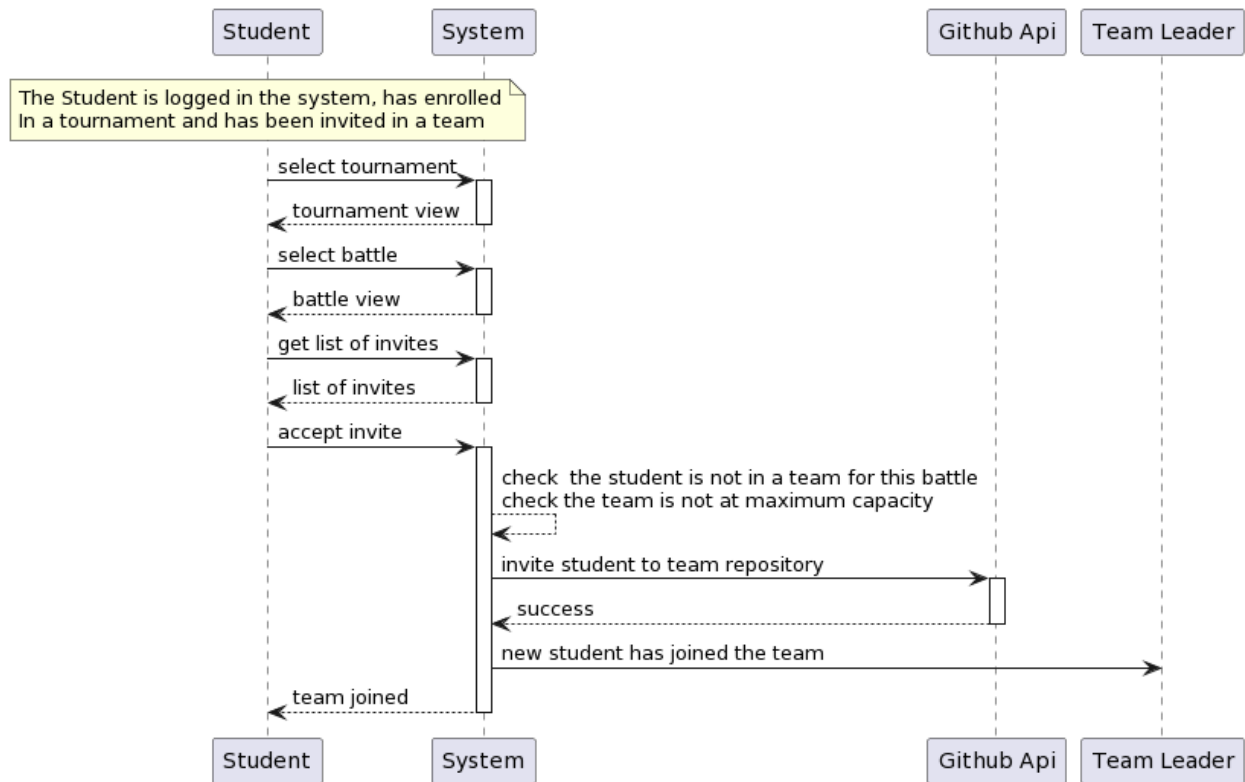 Student System Github Api Team Leader
The Student is logged in the system, has enrolled
In a tournament and has been invited in a team
select tournament
tournament view
select battle
battle view
get list of invites
list of invites
accept invite
check  the student is not in a team for this battle
check the team is not at maximum capacity
invite student to team repository
success
new student has joined the team
team joined
Student System Github Api Team Leader